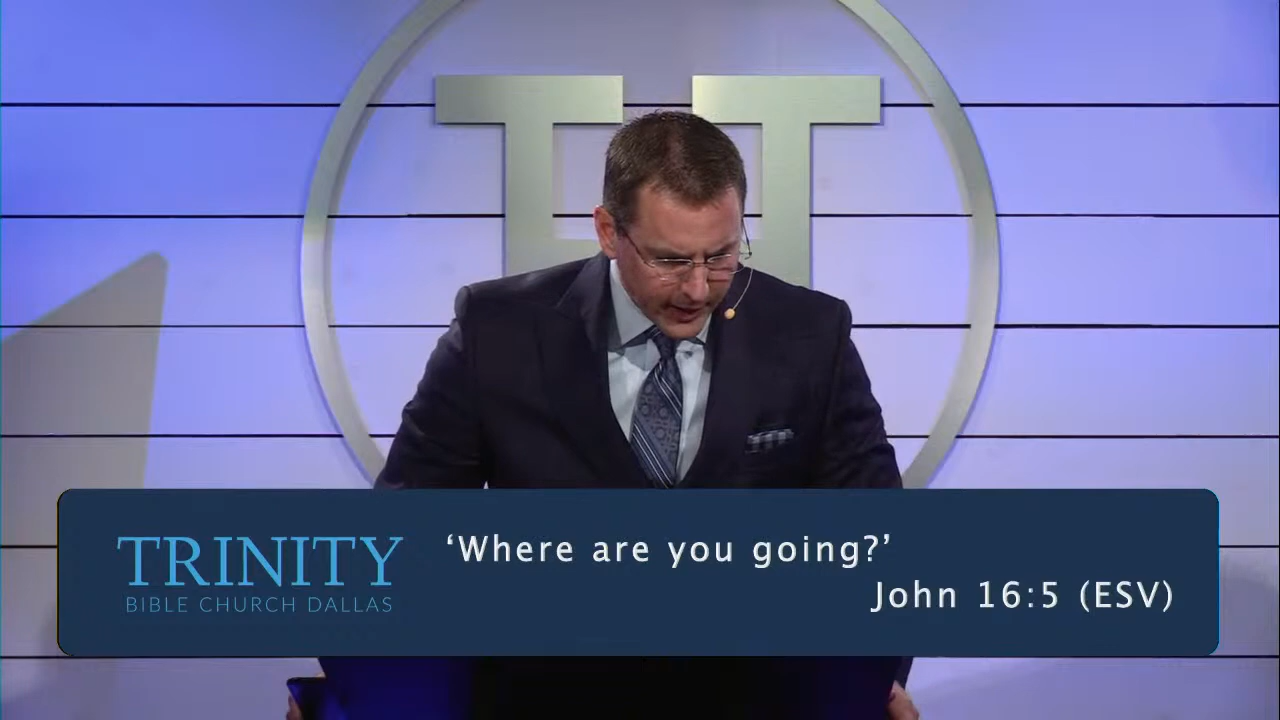 TRINITY
BIBLE CHURCH DALLAS
‘Where are you going?’
John 16:5 (ESV)